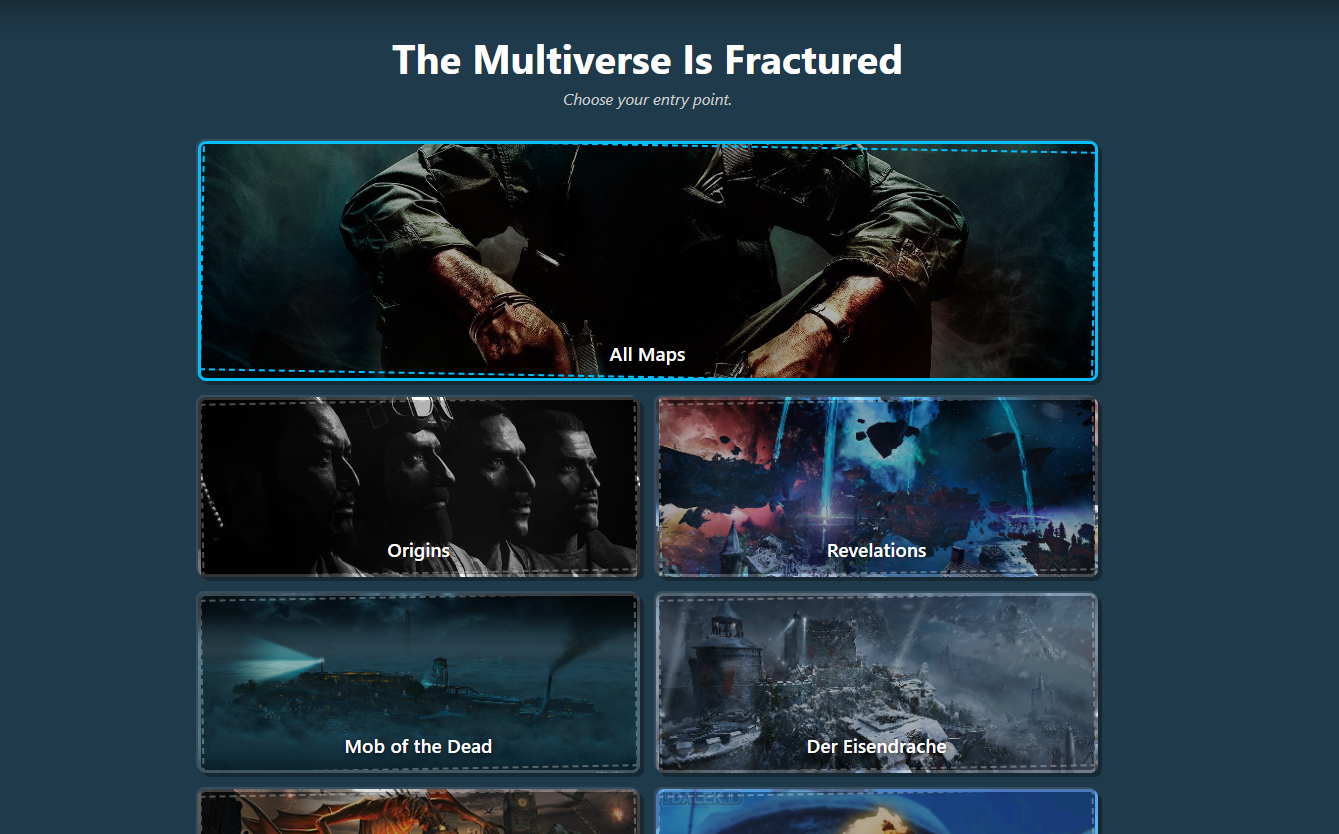 The Multiverse Is Fractured
Choose your entry point.
All Maps
Origins
Revelations
Mob of the Dead
Der Eisendrache